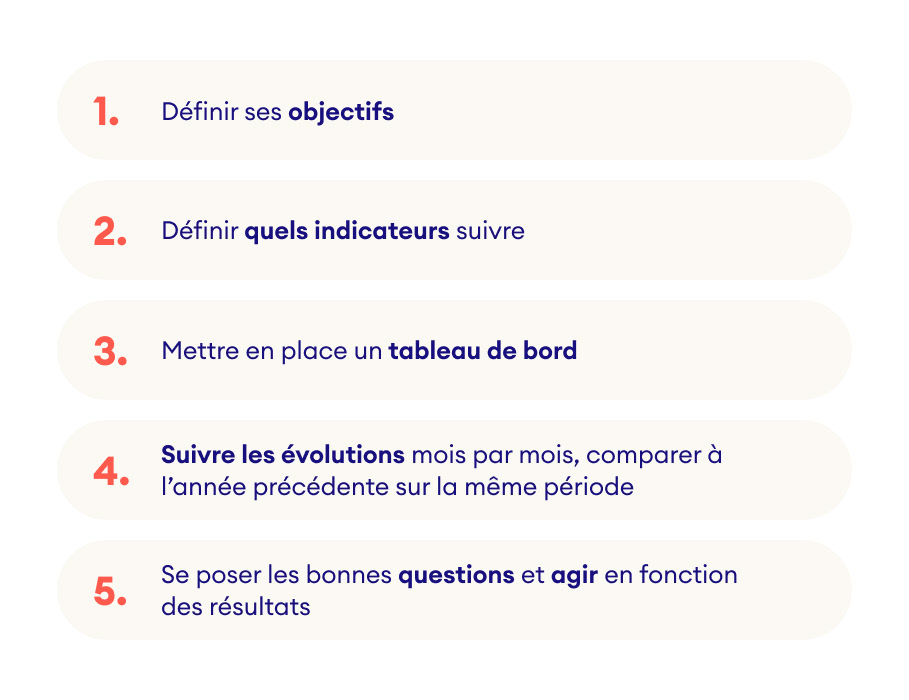 1. Définir ses objectifs
2. Définir quels indicateurs suivre
3. Mettre en place un tableau de bord
4. Suivre les évolutions mois par mois, comparer à
l’année précédente sur la même période
5. Se poser les bonnes questions et agir en fonction
des résultats